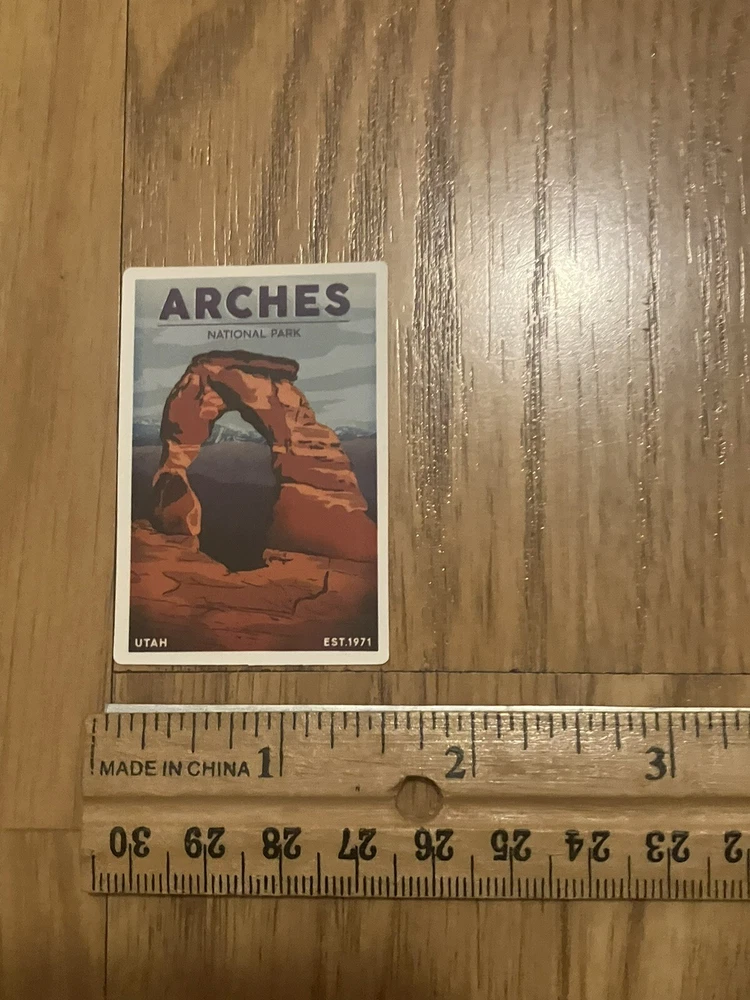 ARCHES
NATIONAL PARK
UTAH EST.1971
MADE IN CHINA 1 2 3
30 29 28 27 26 25 24 23 2